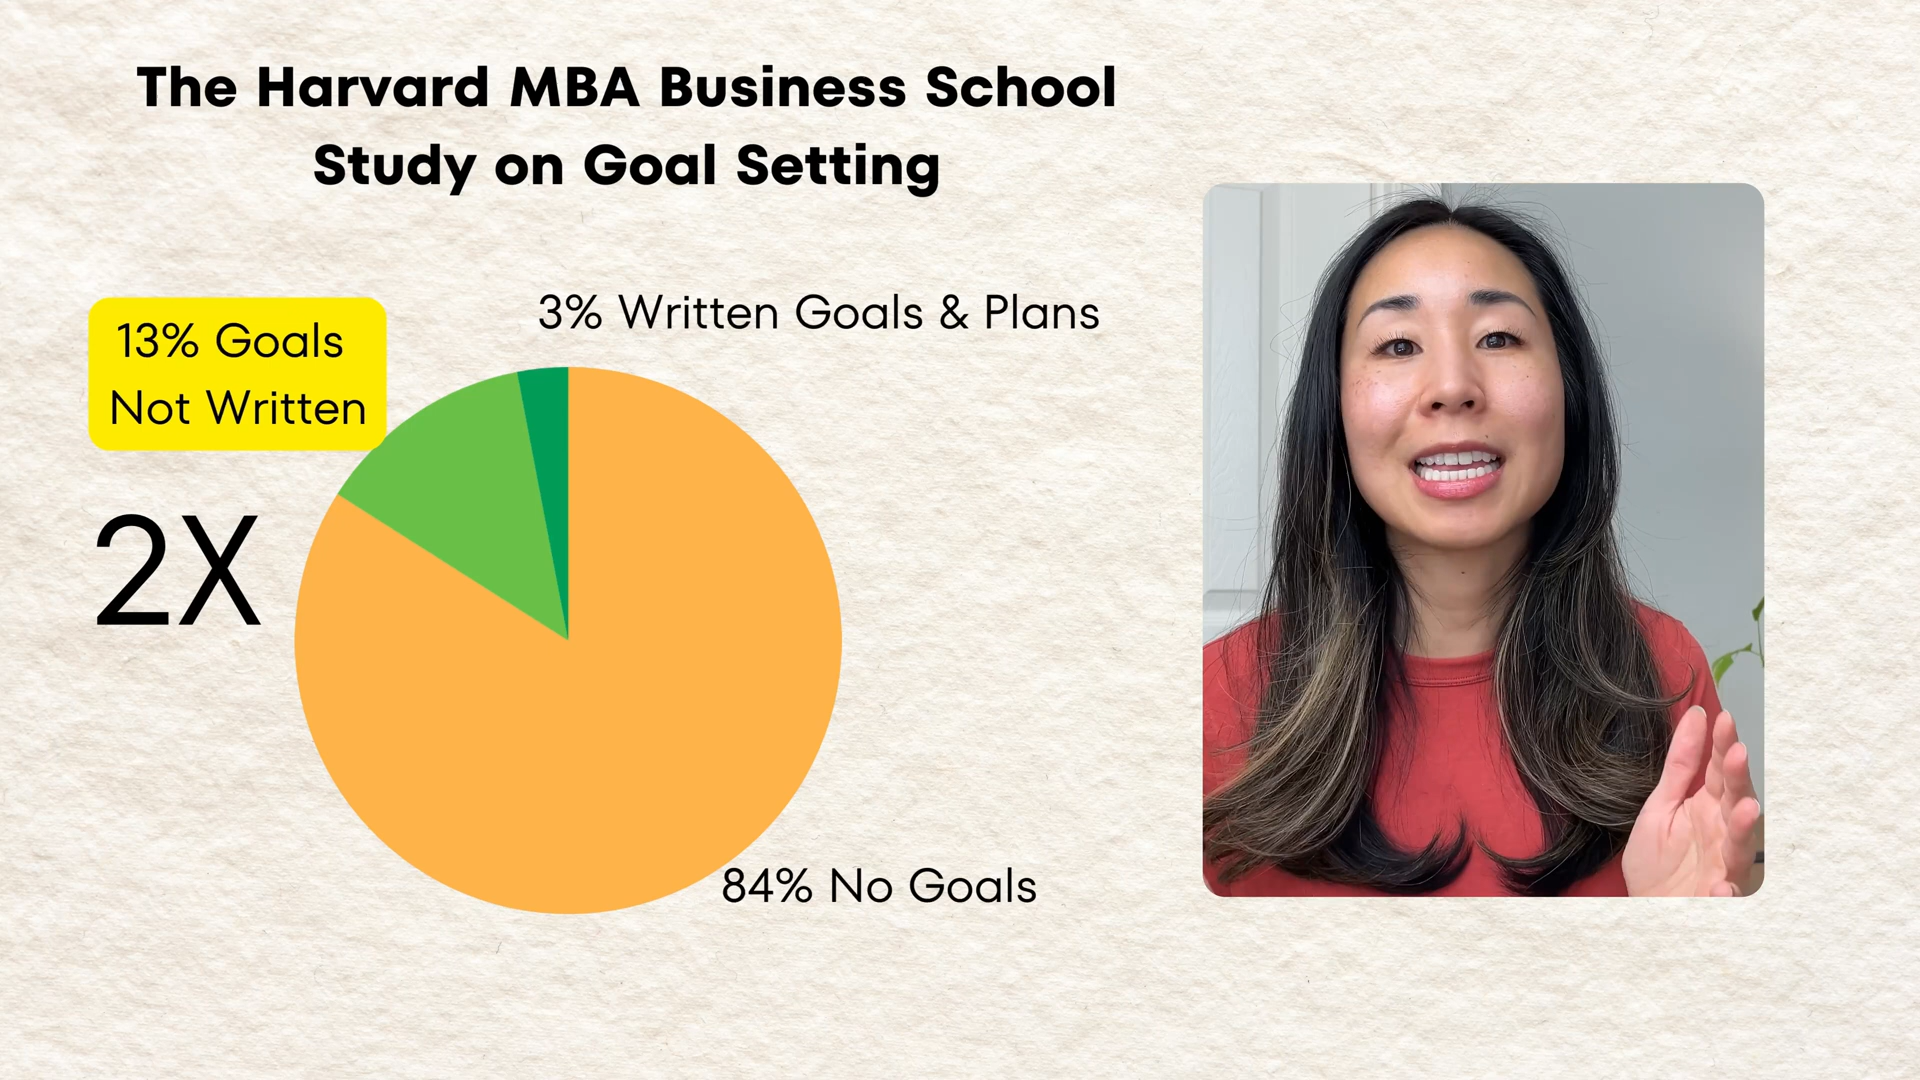 The Harvard MBA Business School
Study on Goal Setting
3% Written Goals & Plans
13% Goals
Not Written
2X
84% No Goals